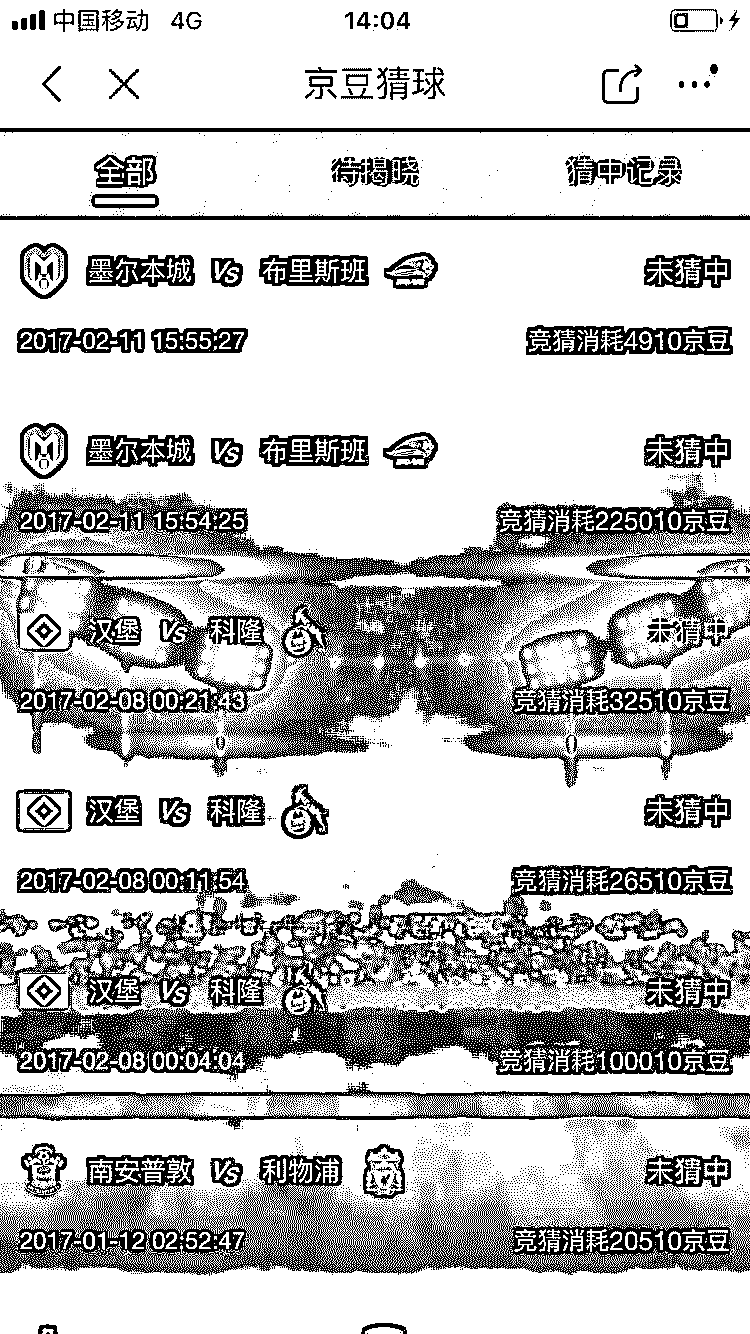 中国移动 4G 14:04
京豆猜球
全部 待揭晓 猜中记录
墨尔本城 VS 布里斯班 未猜中
2017-02-11 15:55:27 竞猜消耗4910京豆
墨尔本城 VS 布里斯班 未猜中
2017-02-11 15:54:25 竞猜消耗225010京豆
汉堡 VS 科隆 未猜中
2017-02-08 00:21:43 竞猜消耗32510京豆
汉堡 VS 科隆 未猜中
2017-02-08 00:11:54 竞猜消耗26510京豆
汉堡 VS 科隆 未猜中
2017-02-08 00:04:04 竞猜消耗100010京豆
南安普敦 VS 利物浦 未猜中
2017-01-12 02:52:47 竞猜消耗20510京豆